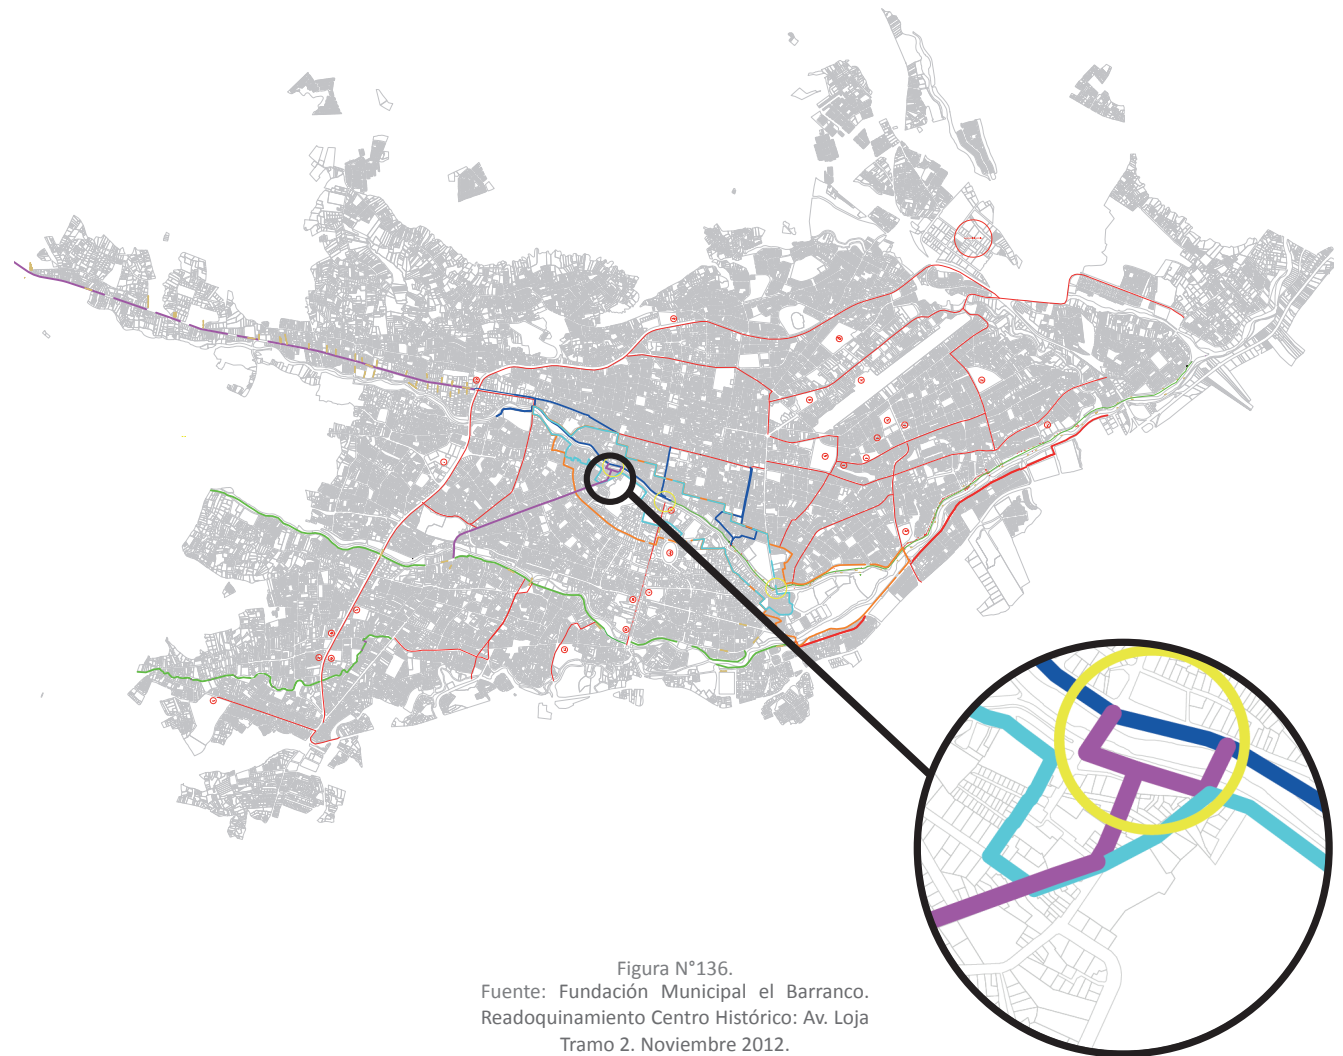 Figura N°136.
Fuente: Fundación Municipal el Barranco.
Readoquinamiento Centro Histórico: Av. Loja
Tramo 2. Noviembre 2012.